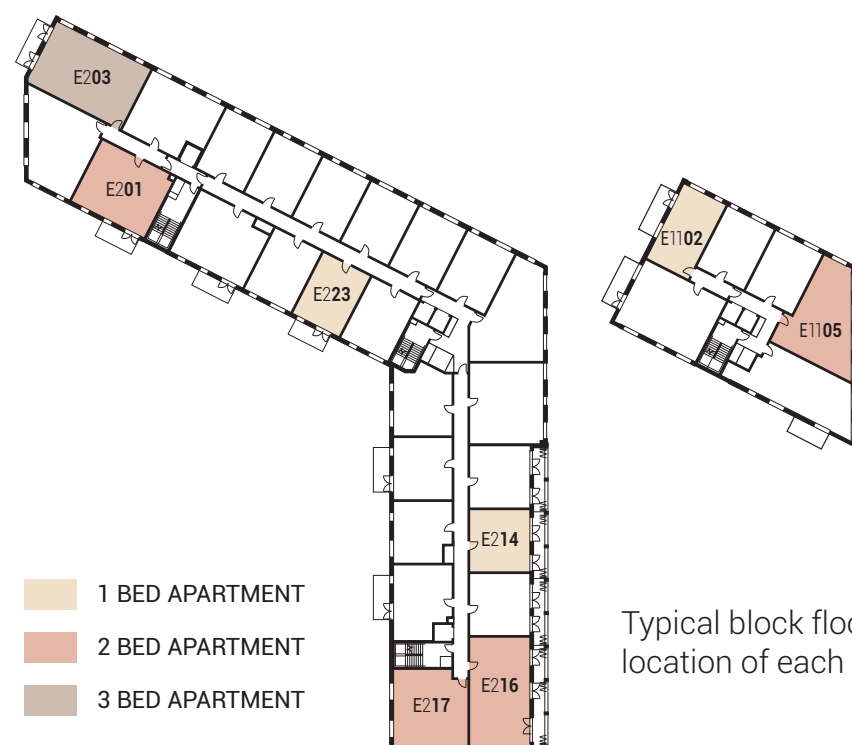 E203
E201
E1102
E223
E1105
E214
1 BED APARTMENT
2 BED APARTMENT
Typical block floo
location of each
E216
3 BED APARTMENT
E217